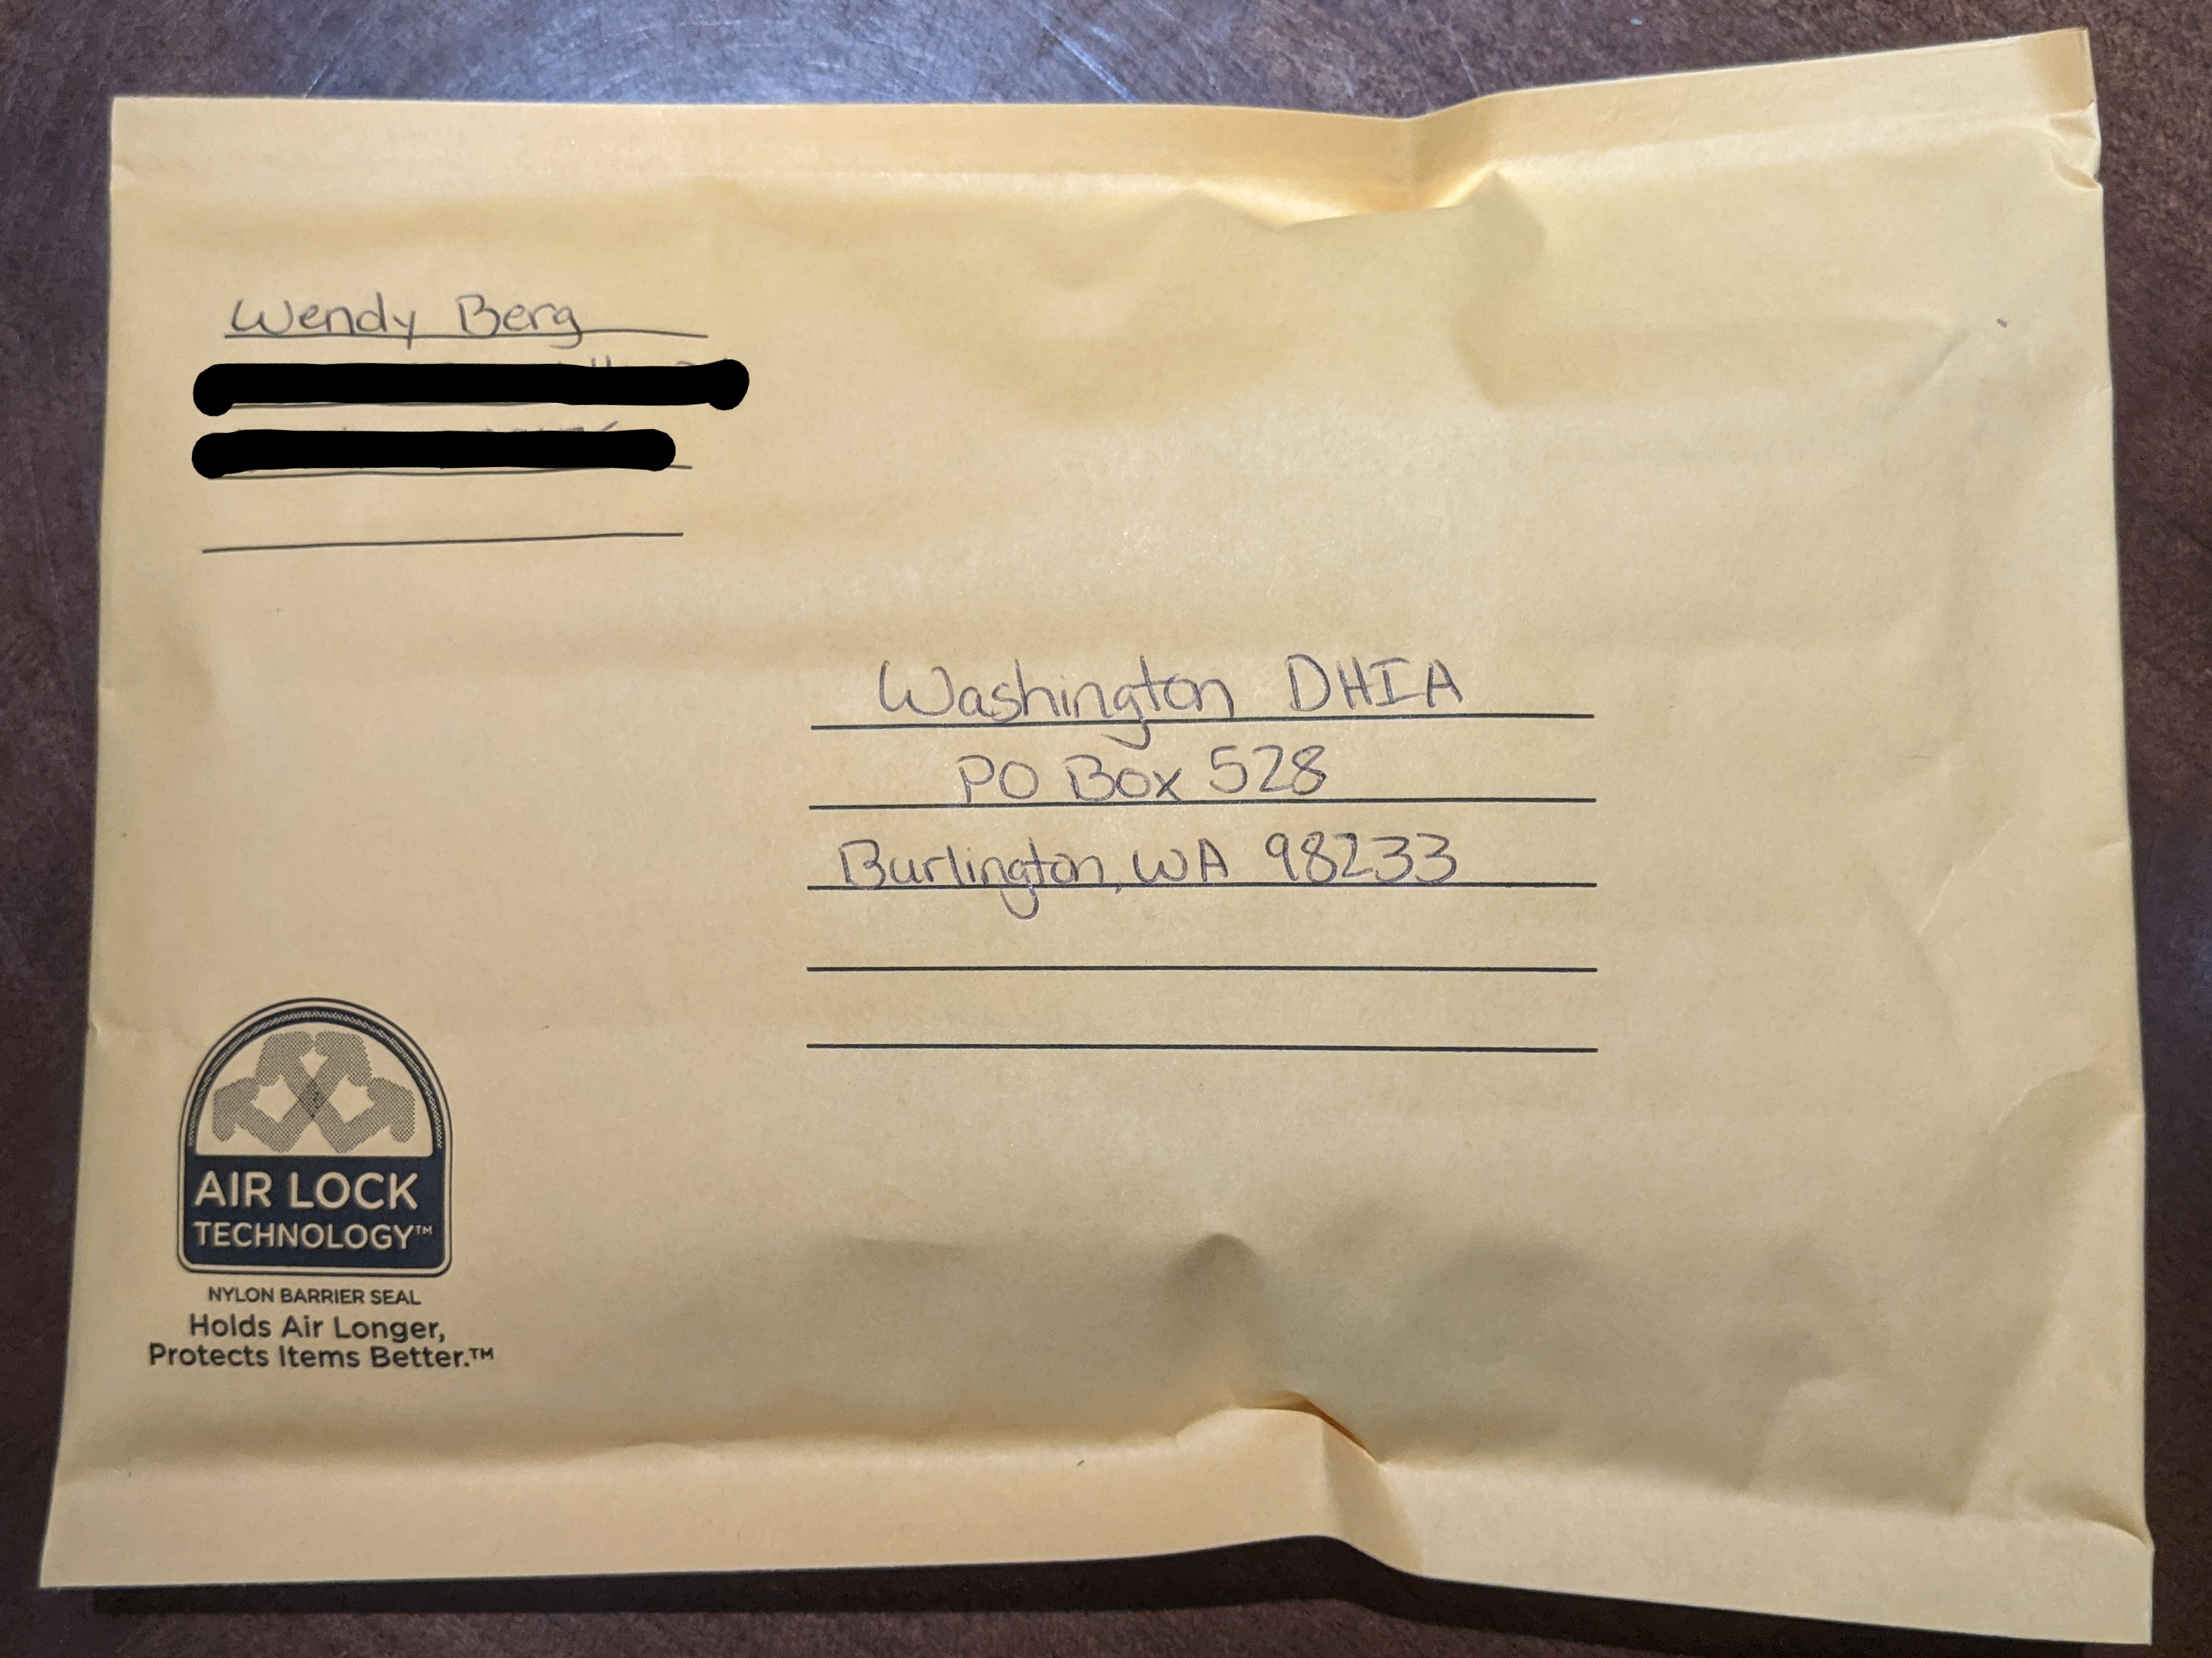 Wendy Berg
Washington DHIA
PO Box 528
Burlington, WA 98233
AIR LOCK
TECHNOLOGY™
NYLON BARRIER SEAL
Holds Air Longer,
Protects Items Better.™